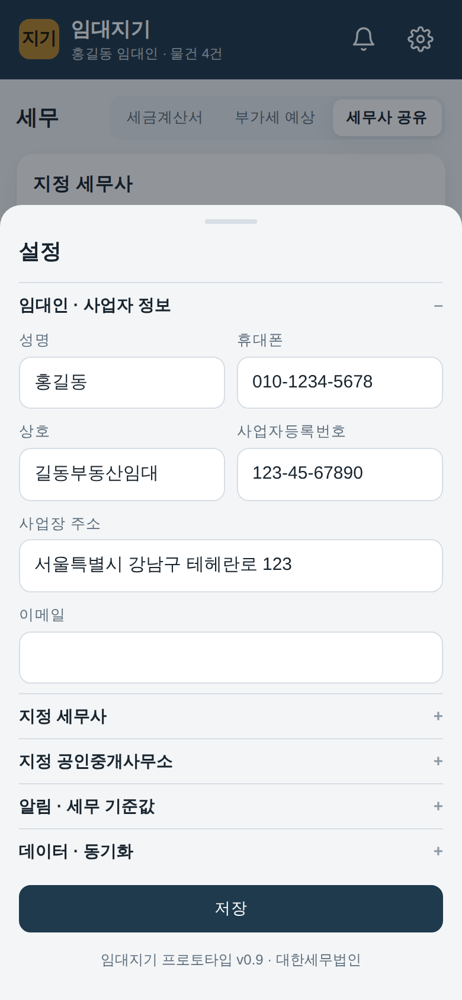 지기
임대지기
홍길동 임대인 · 물건 4건
세무
세금계산서 부가세 예상 세무사 공유
지정 세무사
설정
임대인 · 사업자 정보 –
성명 휴대폰
홍길동 010-1234-5678
상호 사업자등록번호
길동부동산임대 123-45-67890
사업장 주소
서울특별시 강남구 테헤란로 123
이메일
지정 세무사 +
지정 공인중개사무소 +
알림 · 세무 기준값 +
데이터 · 동기화 +
저장
임대지기 프로토타입 v0.9 · 대한세무법인